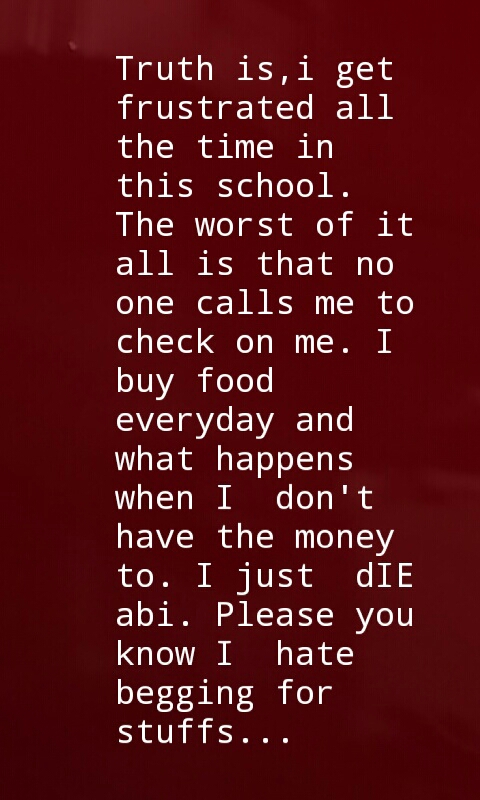 Truth is,i get
frustrated all
the time in
this school.
The worst of it
all is that no
one calls me to
check on me. I
buy food
everyday and
what happens
when I  don't
have the money
to. I just  dIE
abi. Please you
know I  hate
begging for
stuffs...